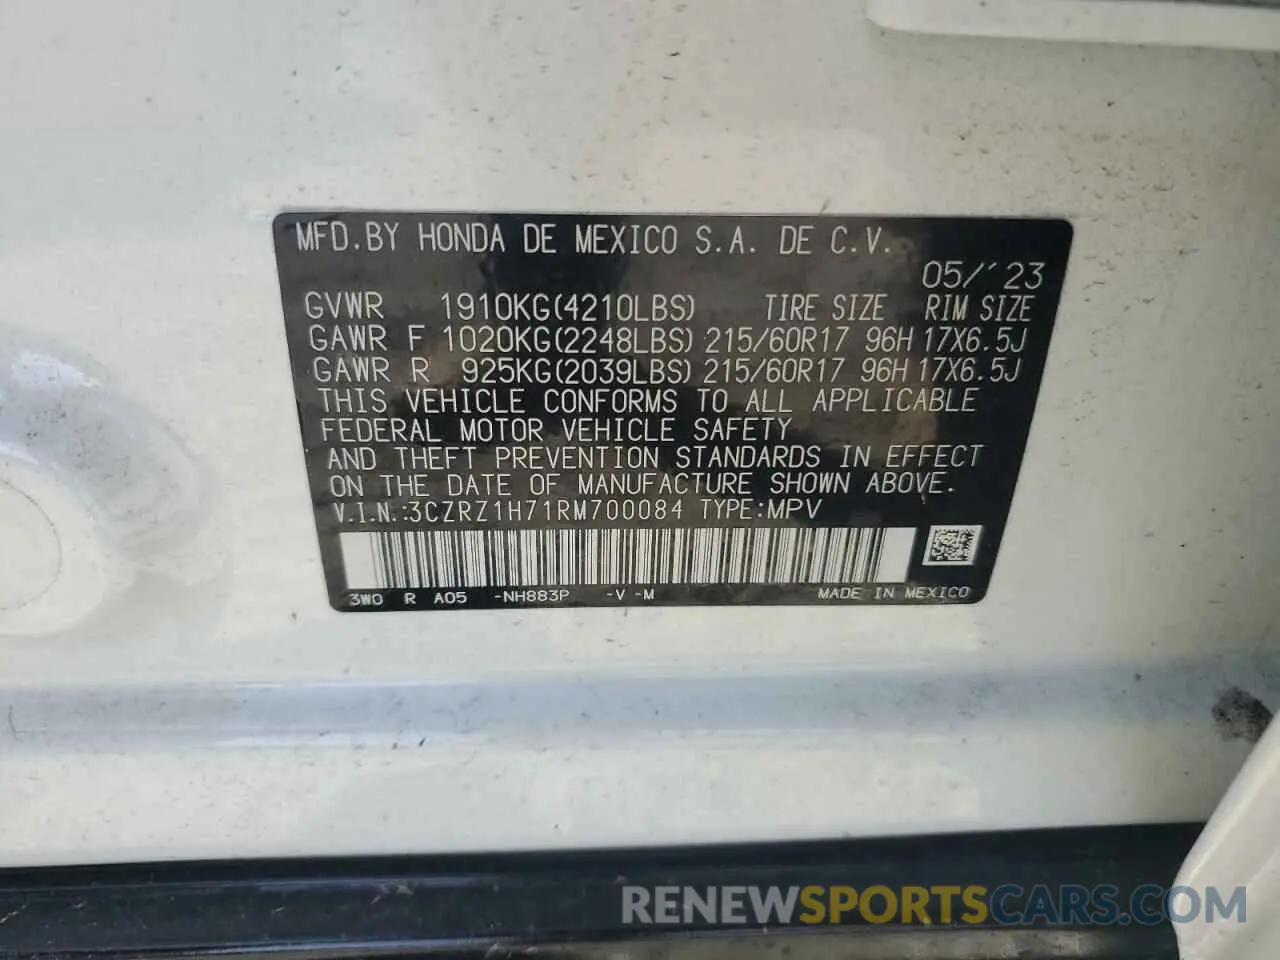 MFD.BY HONDA DE MEXICO S.A. DE C.V.
05/'23
GVWR 1910KG(4210LBS) TIRE SIZE RIM SIZE
GAWR F 1020KG(2248LBS) 215/60R17 96H 17X6.5J
GAWR R 925KG(2039LBS) 215/60R17 96H 17X6.5J
THIS VEHICLE CONFORMS TO ALL APPLICABLE
FEDERAL MOTOR VEHICLE SAFETY
AND THEFT PREVENTION STANDARDS IN EFFECT
ON THE DATE OF MANUFACTURE SHOWN ABOVE.
V.I.N.:3CZRZ1H71RM700084 TYPE:MPV
3W0 R A05 -NH883P -V -M MADE IN MEXICO
RENEWSPORTSCARS.COM